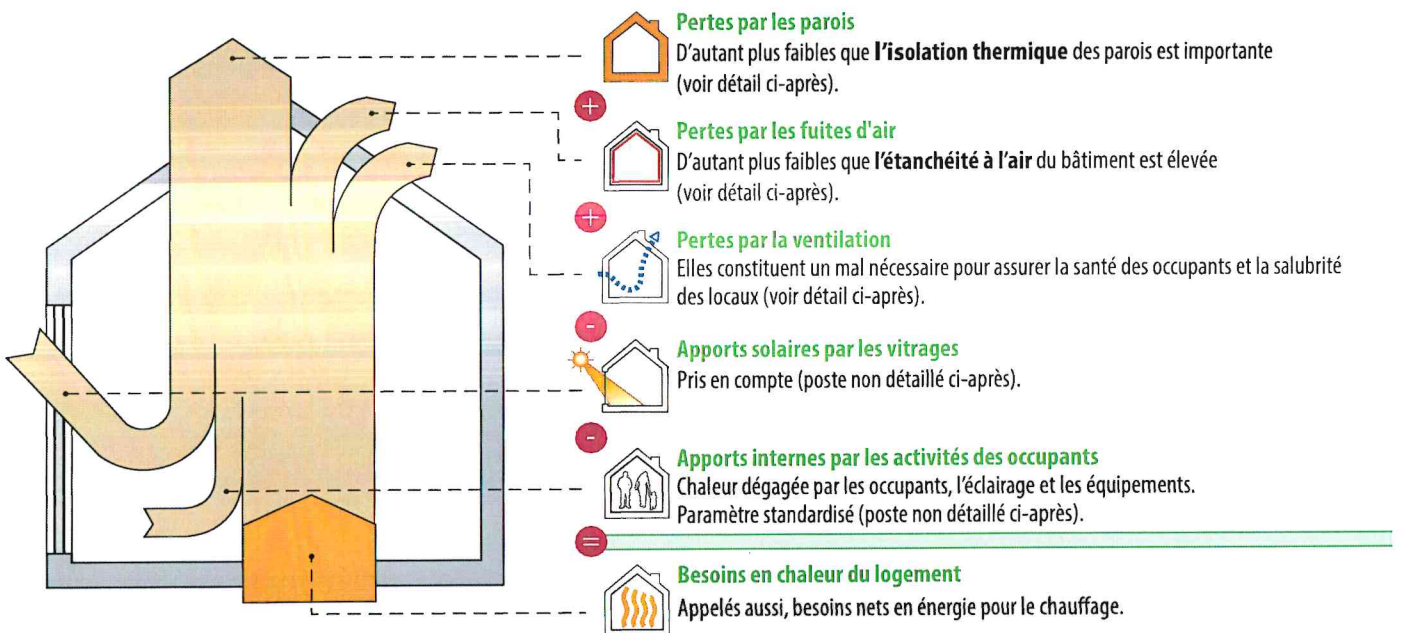 Pertes par les parois
D'autant plus faibles que l'isolation thermique des parois est importante
(voir détail ci-après).
+
Pertes par les fuites d'air
D'autant plus faibles que l'étanchéité à l'air du bâtiment est élevée
(voir détail ci-après).
+
Pertes par la ventilation
Elles constituent un mal nécessaire pour assurer la santé des occupants et la salubrité
des locaux (voir détail ci-après).
-
Apports solaires par les vitrages
Pris en compte (poste non détaillé ci-après).
-
Apports internes par les activités des occupants
Chaleur dégagée par les occupants, l'éclairage et les équipements.
Paramètre standardisé (poste non détaillé ci-après).
=
Besoins en chaleur du logement
Appelés aussi, besoins nets en énergie pour le chauffage.